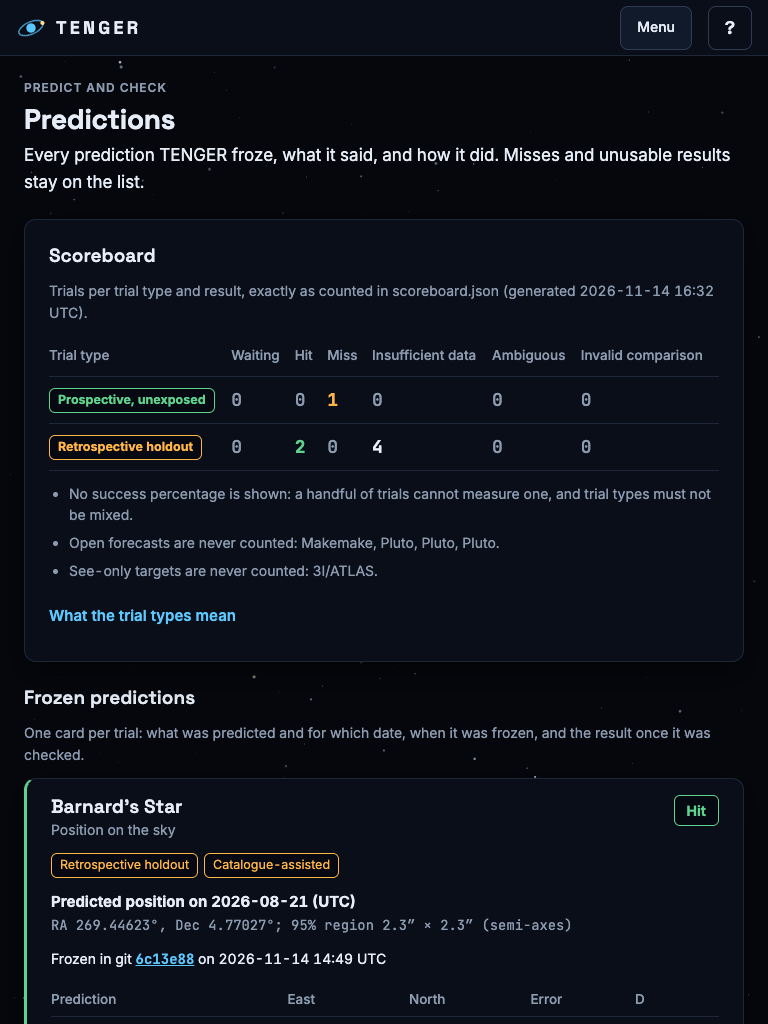 TENGER
Menu
?
PREDICT AND CHECK
Predictions
Every prediction TENGER froze, what it said, and how it did. Misses and unusable results
stay on the list.
Scoreboard
Trials per trial type and result, exactly as counted in scoreboard.json (generated 2026-11-14 16:32
UTC).
Trial type Waiting Hit Miss Insufficient data Ambiguous Invalid comparison
Prospective, unexposed 0 0 1 0 0 0
Retrospective holdout 0 2 0 4 0 0
• No success percentage is shown: a handful of trials cannot measure one, and trial types must not
be mixed.
• Open forecasts are never counted: Makemake, Pluto, Pluto, Pluto.
• See-only targets are never counted: 3I/ATLAS.
What the trial types mean
Frozen predictions
One card per trial: what was predicted and for which date, when it was frozen, and the result once it was
checked.
Barnard’s Star
Hit
Position on the sky
Retrospective holdout Catalogue-assisted
Predicted position on 2026-08-21 (UTC)
RA 269.44623°, Dec 4.77027°; 95% region 2.3″ × 2.3″ (semi-axes)
Frozen in git 6c13e88 on 2026-11-14 14:49 UTC
Prediction East North Error D